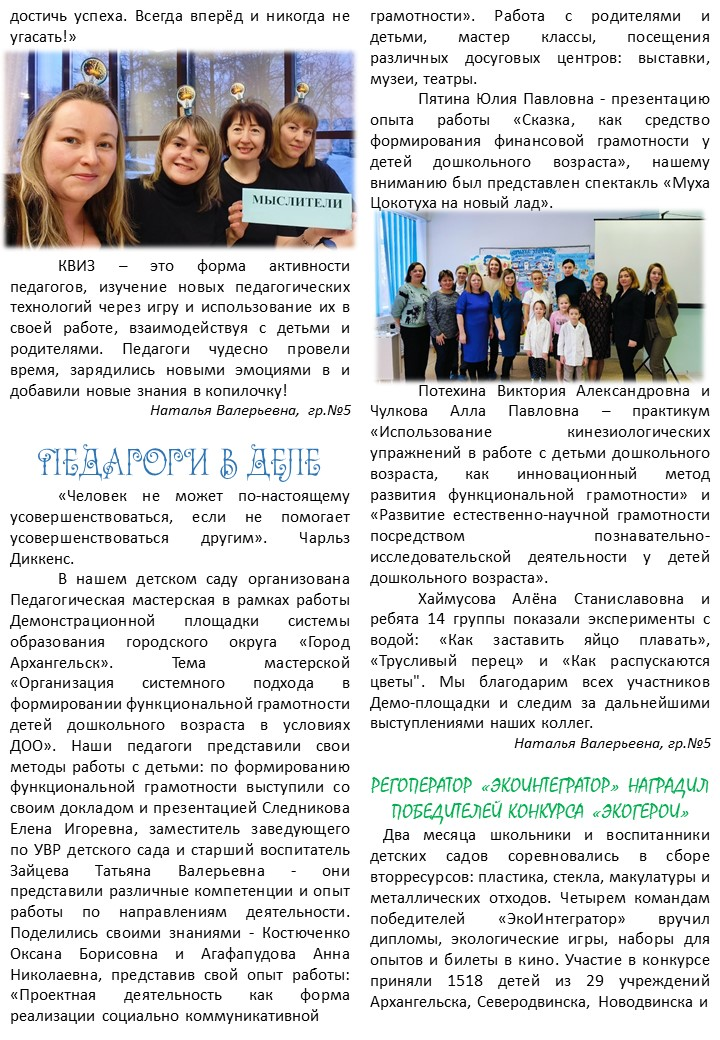 достичь успеха. Всегда вперёд и никогда не
угасать!»
МЫСЛИТЕЛИ
КВИЗ – это форма активности
педагогов, изучение новых педагогических
технологий через игру и использование их в
своей работе, взаимодействуя с детьми и
родителями. Педагоги чудесно провели
время, зарядились новыми эмоциями в и
добавили новые знания в копилочку!
Наталья Валерьевна, гр.№5
ПЕДАГОГИ В ДЕЛЕ
«Человек не может по-настоящему
усовершенствоваться, если не помогает
усовершенствоваться другим». Чарльз
Диккенс.
В нашем детском саду организована
Педагогическая мастерская в рамках работы
Демонстрационной площадки системы
образования городского округа «Город
Архангельск». Тема мастерской
«Организация системного подхода в
формировании функциональной грамотности
детей дошкольного возраста в условиях
ДОО». Наши педагоги представили свои
методы работы с детьми: по формированию
функциональной грамотности выступили со
своим докладом и презентацией Следникова
Елена Игоревна, заместитель заведующего
по УВР детского сада и старший воспитатель
Зайцева Татьяна Валерьевна - они
представили различные компетенции и опыт
работы по направлениям деятельности.
Поделились своими знаниями - Костюченко
Оксана Борисовна и Агафапудова Анна
Николаевна, представив свой опыт работы:
«Проектная деятельность как форма
реализации социально коммуникативной
грамотности». Работа с родителями и
детьми, мастер классы, посещения
различных досуговых центров: выставки,
музеи, театры.
Пятина Юлия Павловна - презентацию
опыта работы «Сказка, как средство
формирования финансовой грамотности у
детей дошкольного возраста», нашему
вниманию был представлен спектакль «Муха
Цокотуха на новый лад».
Потехина Виктория Александровна и
Чулкова Алла Павловна – практикум
«Использование кинезиологических
упражнений в работе с детьми дошкольного
возраста, как инновационный метод
развития функциональной грамотности» и
«Развитие естественно-научной грамотности
посредством познавательно-
исследовательской деятельности у детей
дошкольного возраста».
Хаймусова Алёна Станиславовна и
ребята 14 группы показали эксперименты с
водой: «Как заставить яйцо плавать»,
«Трусливый перец» и «Как распускаются
цветы". Мы благодарим всех участников
Демо-площадки и следим за дальнейшими
выступлениями наших коллег.
Наталья Валерьевна, гр.№5
РЕГОПЕРАТОР «ЭКОИНТЕГРАТОР» НАГРАДИЛ
ПОБЕДИТЕЛЕЙ КОНКУРСА «ЭКОГЕРОИ»
Два месяца школьники и воспитанники
детских садов соревновались в сборе
вторресурсов: пластика, стекла, макулатуры и
металлических отходов. Четырем командам
победителей «ЭкоИнтегратор» вручил
дипломы, экологические игры, наборы для
опытов и билеты в кино. Участие в конкурсе
приняли 1518 детей из 29 учреждений
Архангельска, Северодвинска, Новодвинска и